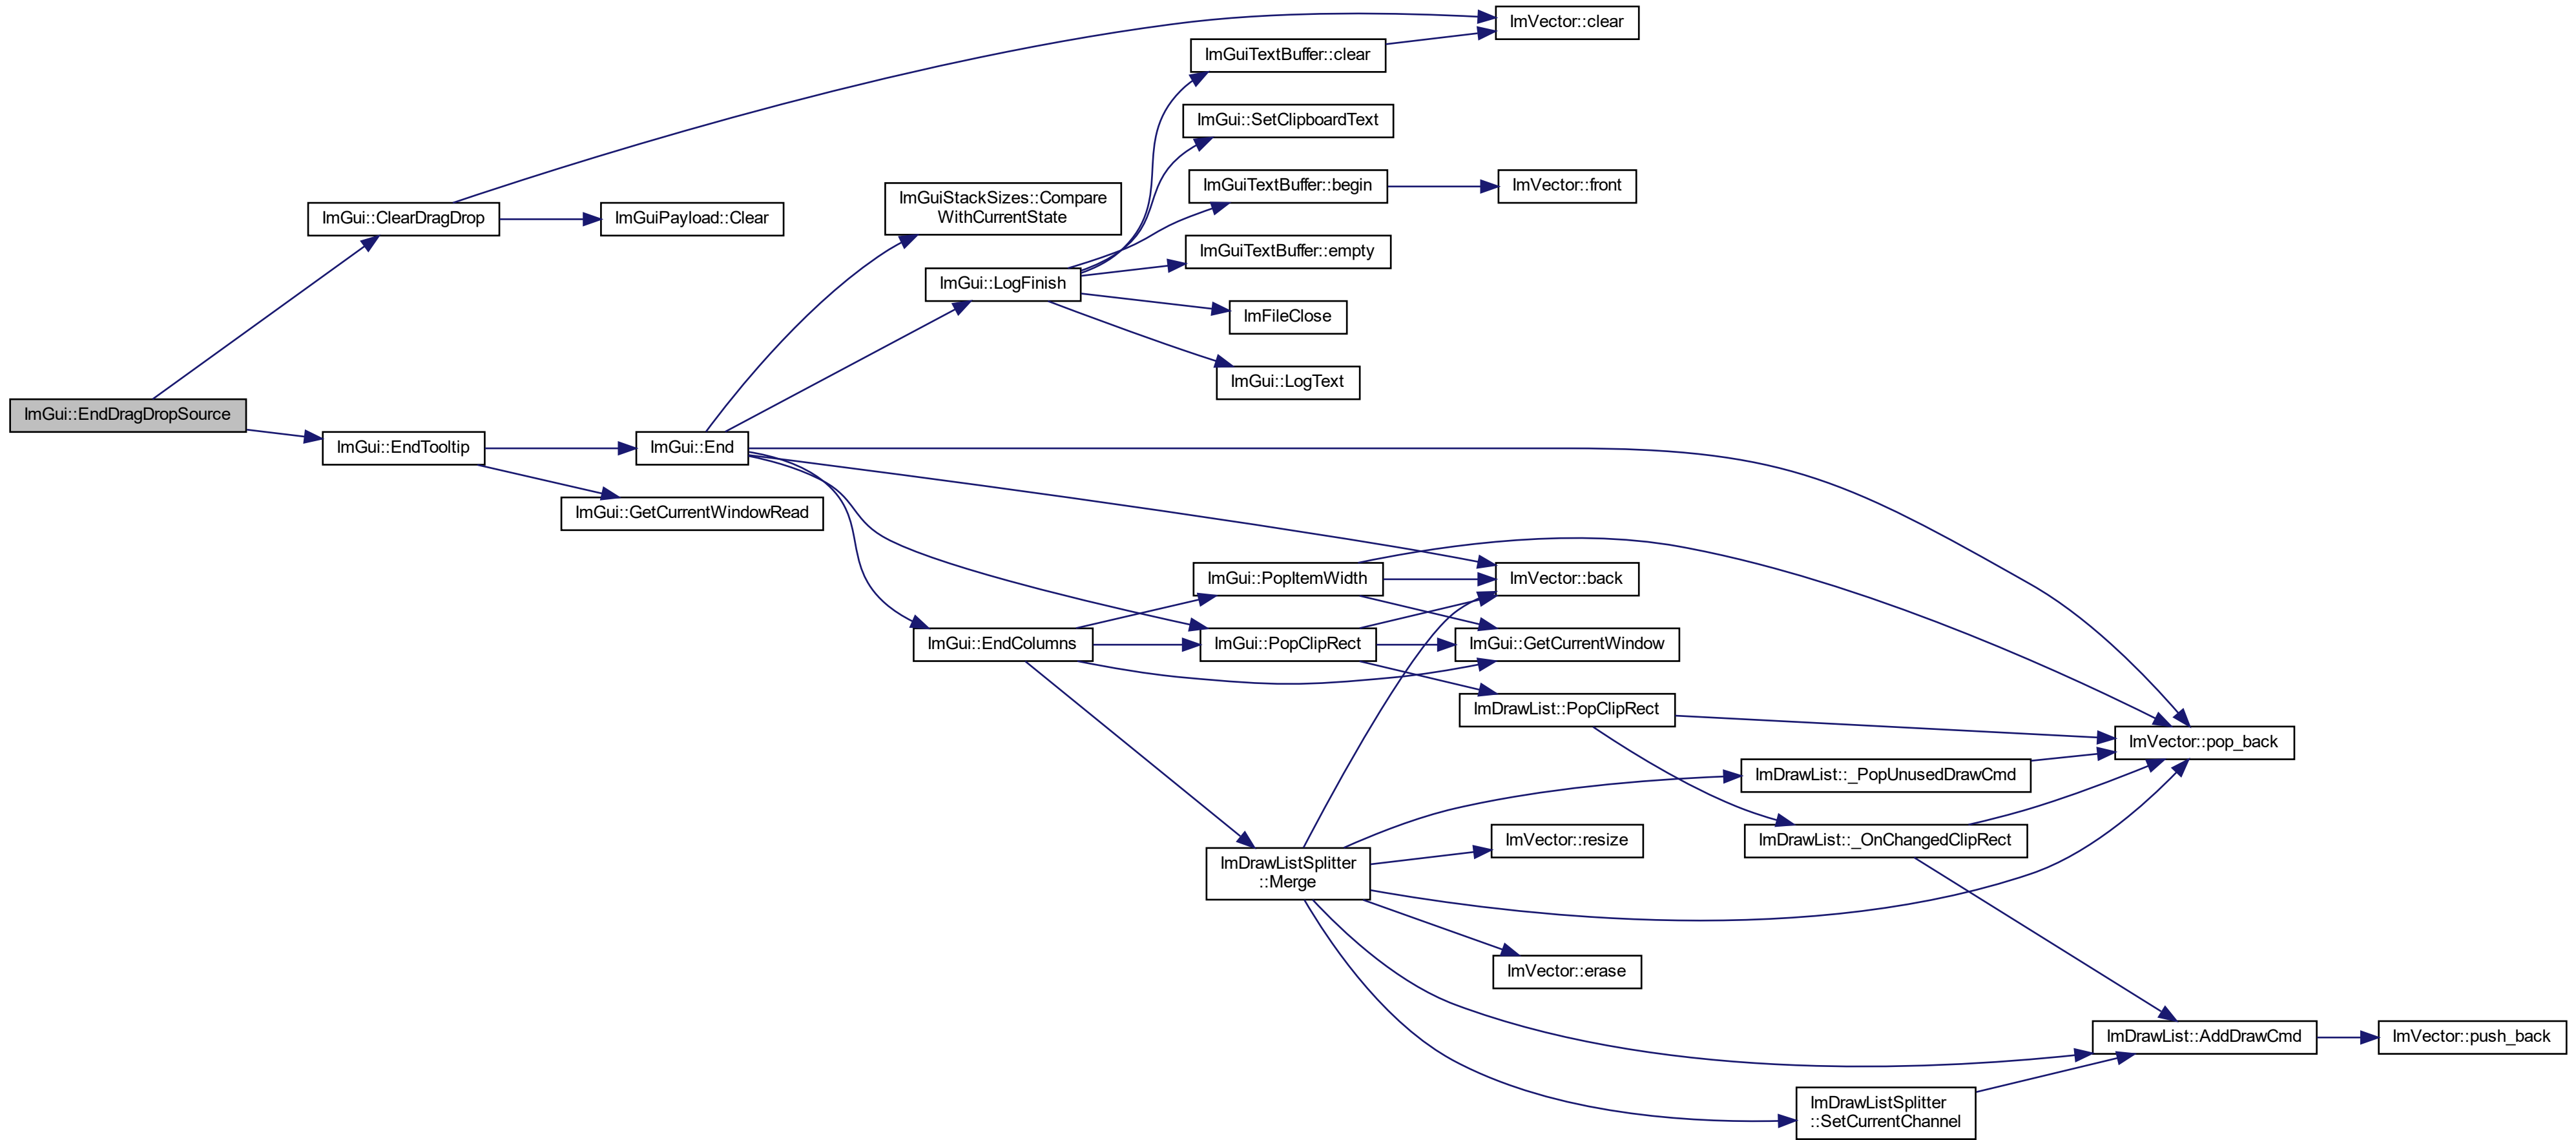 ImVector::clear
ImGuiTextBuffer::clear
ImGui::SetClipboardText
ImGuiTextBuffer::begin
ImVector::front
ImGuiStackSizes::Compare
WithCurrentState
ImGui::ClearDragDrop
ImGuiPayload::Clear
ImGuiTextBuffer::empty
ImGui::LogFinish
ImFileClose
ImGui::LogText
ImGui::EndDragDropSource
ImGui::EndTooltip
ImGui::End
ImGui::GetCurrentWindowRead
ImGui::PopItemWidth
ImVector::back
ImGui::EndColumns
ImGui::PopClipRect
ImGui::GetCurrentWindow
ImDrawList::PopClipRect
ImVector::pop_back
ImDrawList::_PopUnusedDrawCmd
ImVector::resize
ImDrawList::_OnChangedClipRect
ImDrawListSplitter
::Merge
ImVector::erase
ImDrawList::AddDrawCmd
ImVector::push_back
ImDrawListSplitter
::SetCurrentChannel